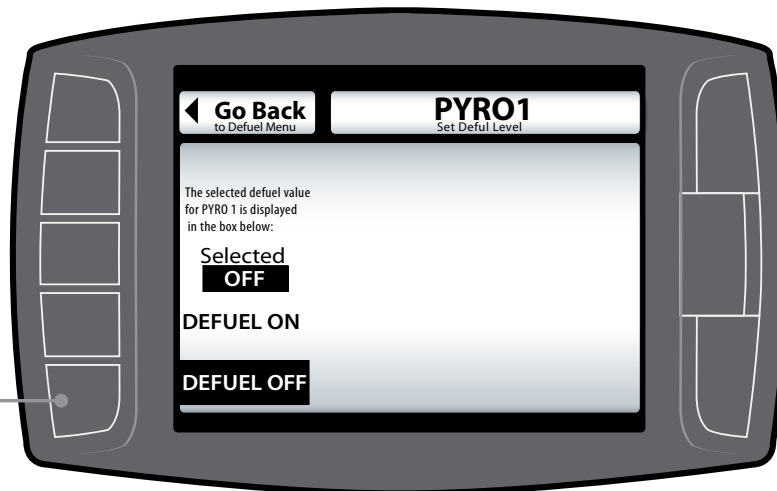 Go Back
to Defuel Menu
PYRO1
Set Deful Level
The selected defuel value
for PYRO 1 is displayed
in the box below:
Selected
OFF
DEFUEL ON
DEFUEL OFF